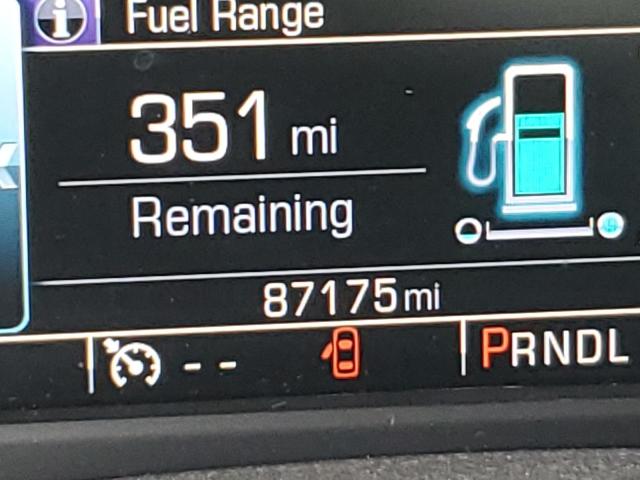 Fuel Range
351 mi
Remaining
87175 mi
-- PRNDL